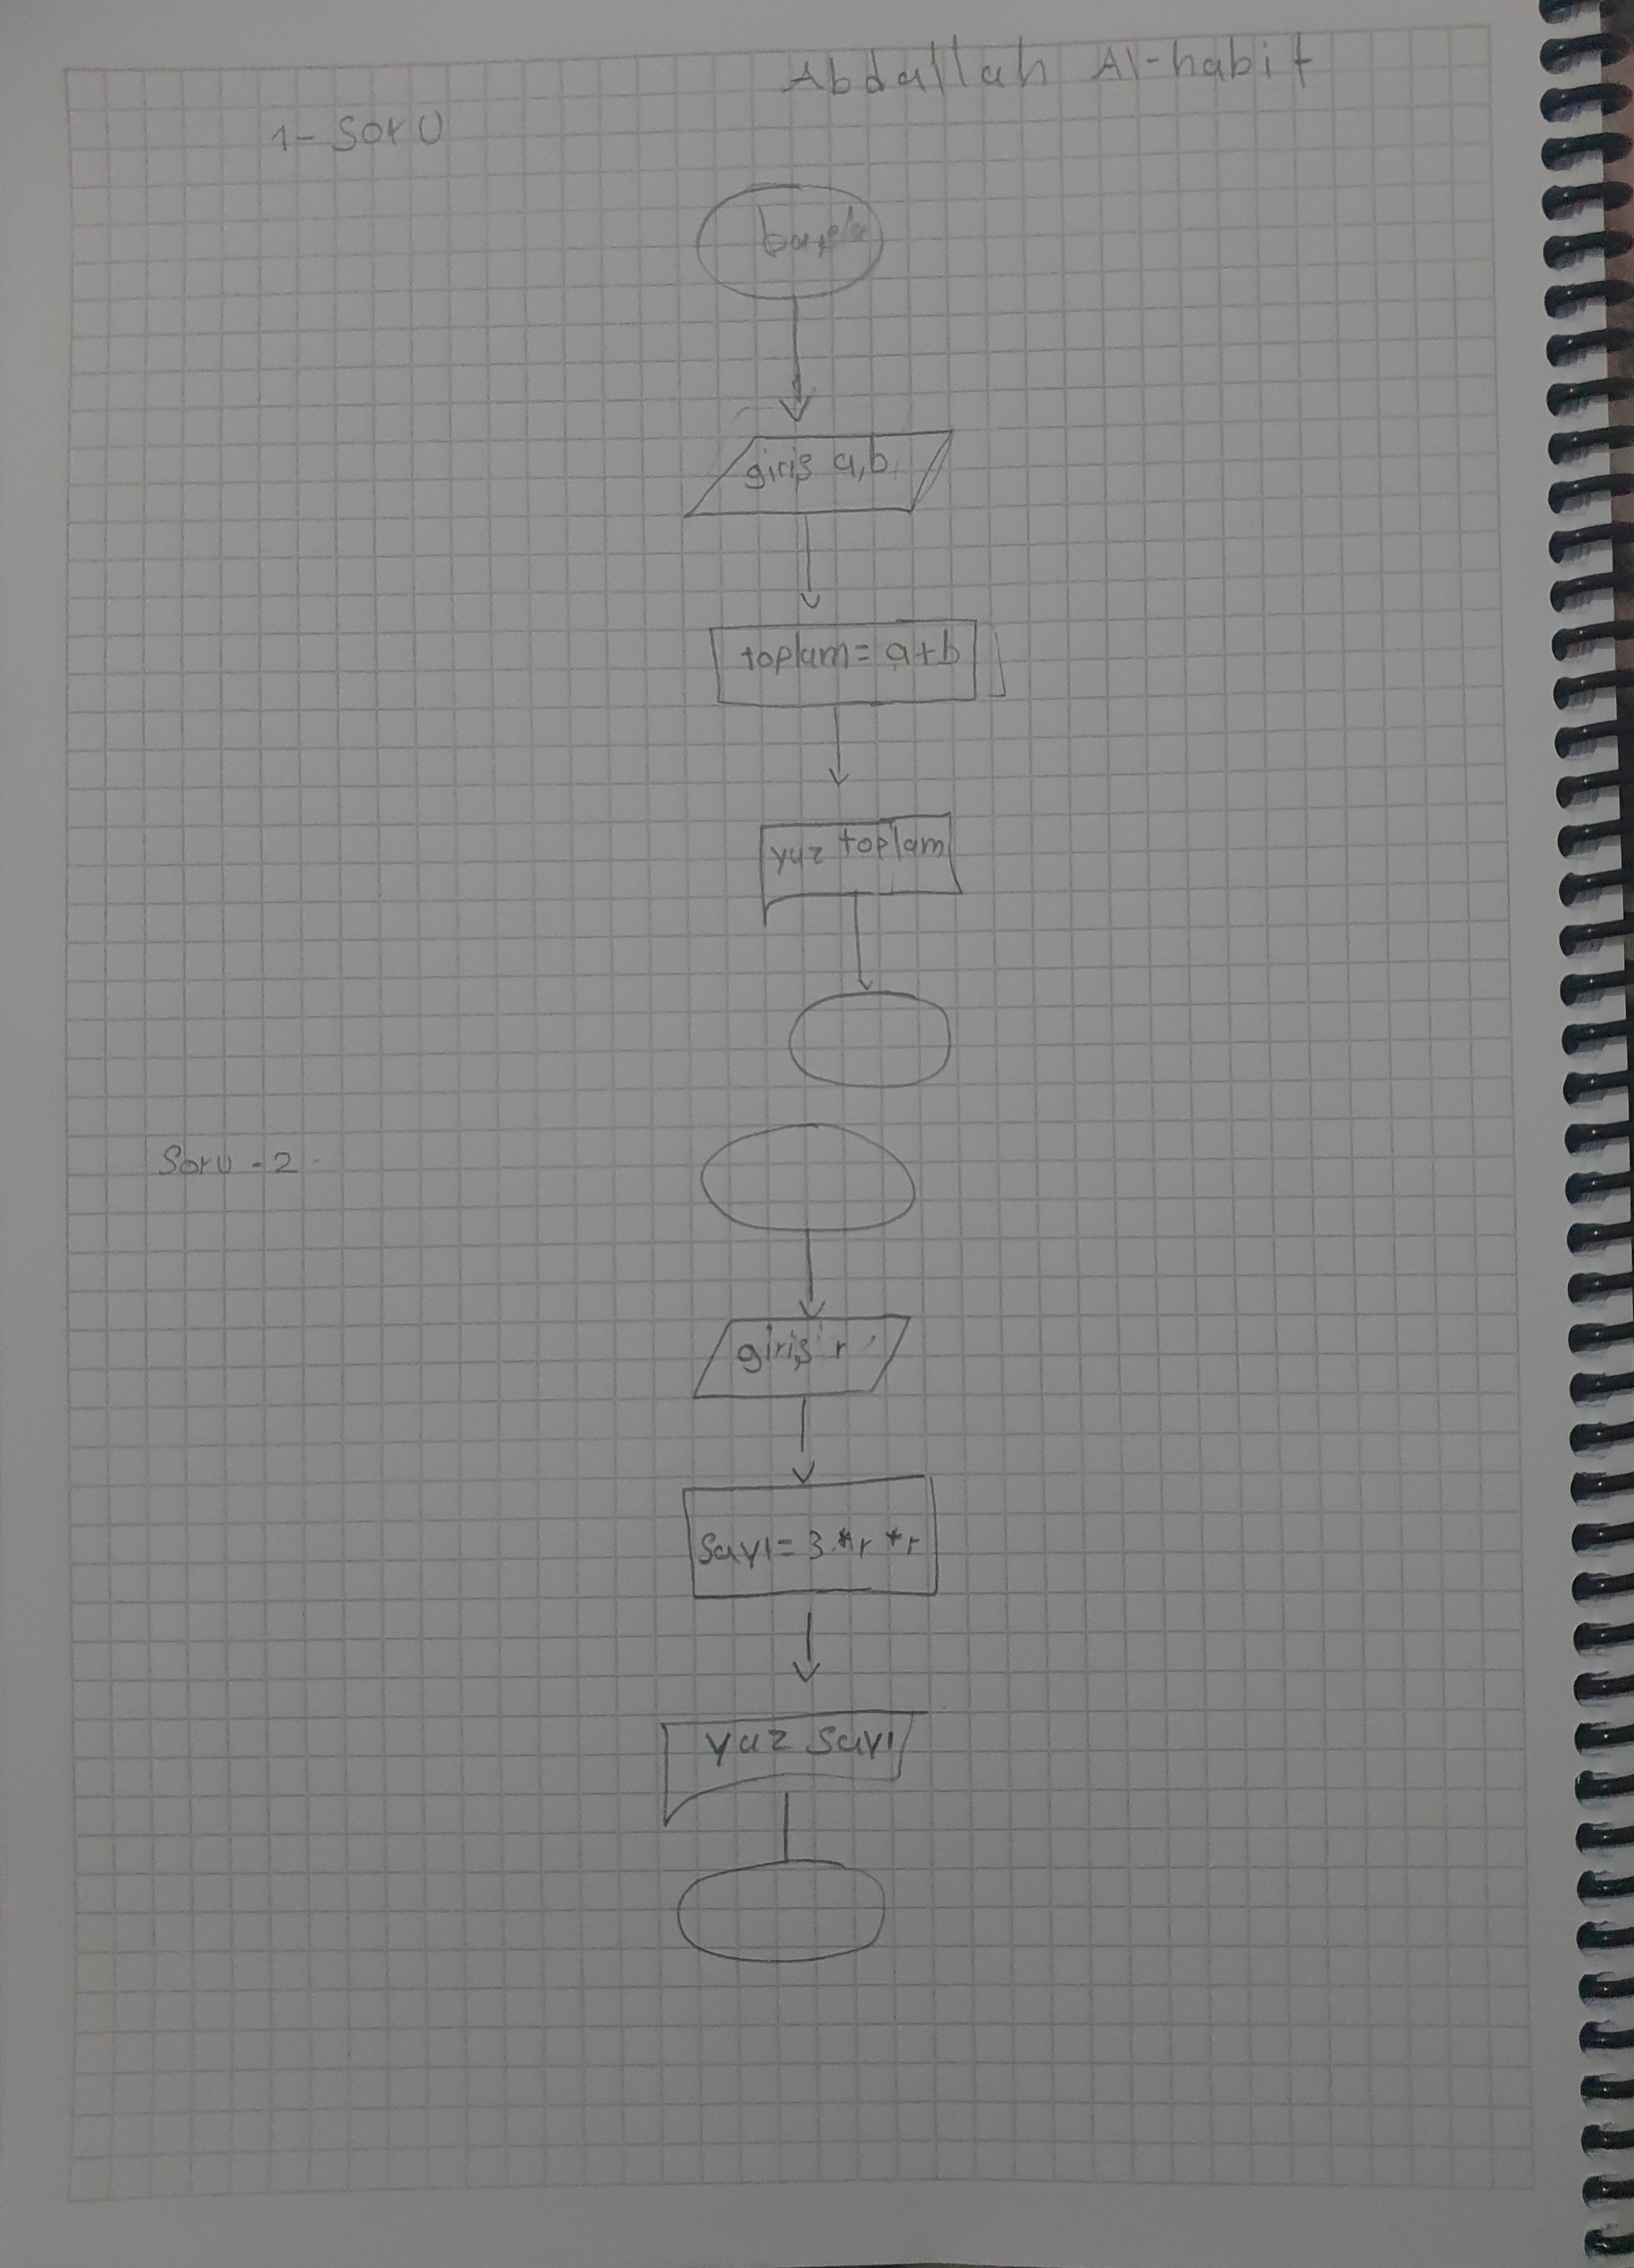 Abdallah Al-habit
1- Soru
başla
giriş a,b
toplam= a+b
yaz toplam
Soru - 2
giriş r
Sayı= 3.*r *r
yaz Sayı